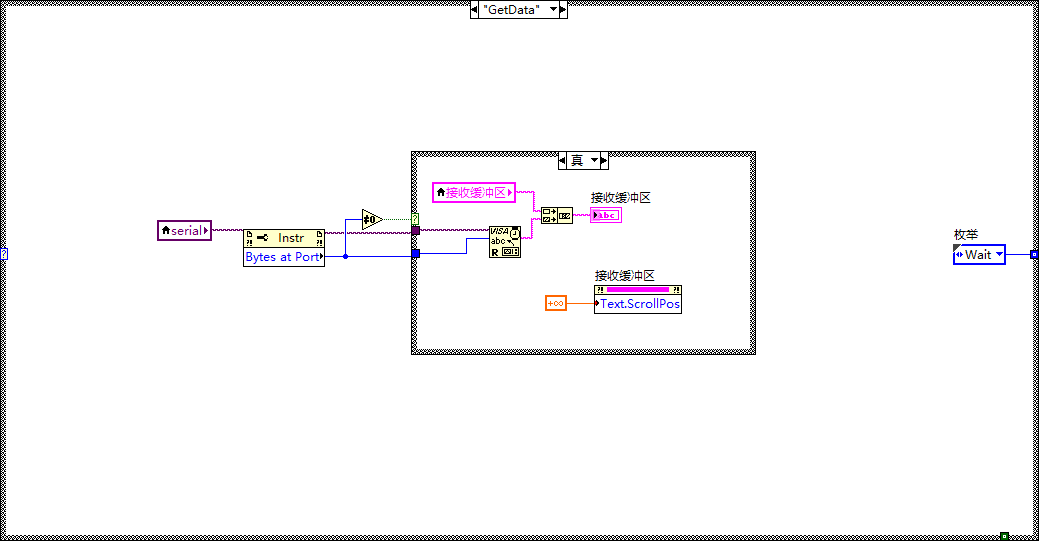 "GetData"
真
接收缓冲区
接收缓冲区
abc
≠0
?
serial
?! Instr ?!
Bytes at Port
VISA
abc
R
?
枚举
Wait
接收缓冲区
?! ?!
+∞
Text.ScrollPos